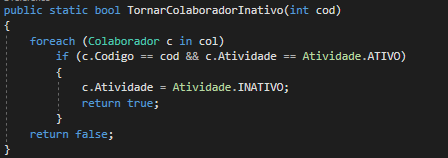 public static bool TornarColaboradorInativo(int cod)
{
foreach (Colaborador c in col)
if (c.Codigo == cod && c.Atividade == Atividade.ATIVO)
{
c.Atividade = Atividade.INATIVO;
return true;
}
return false;
}